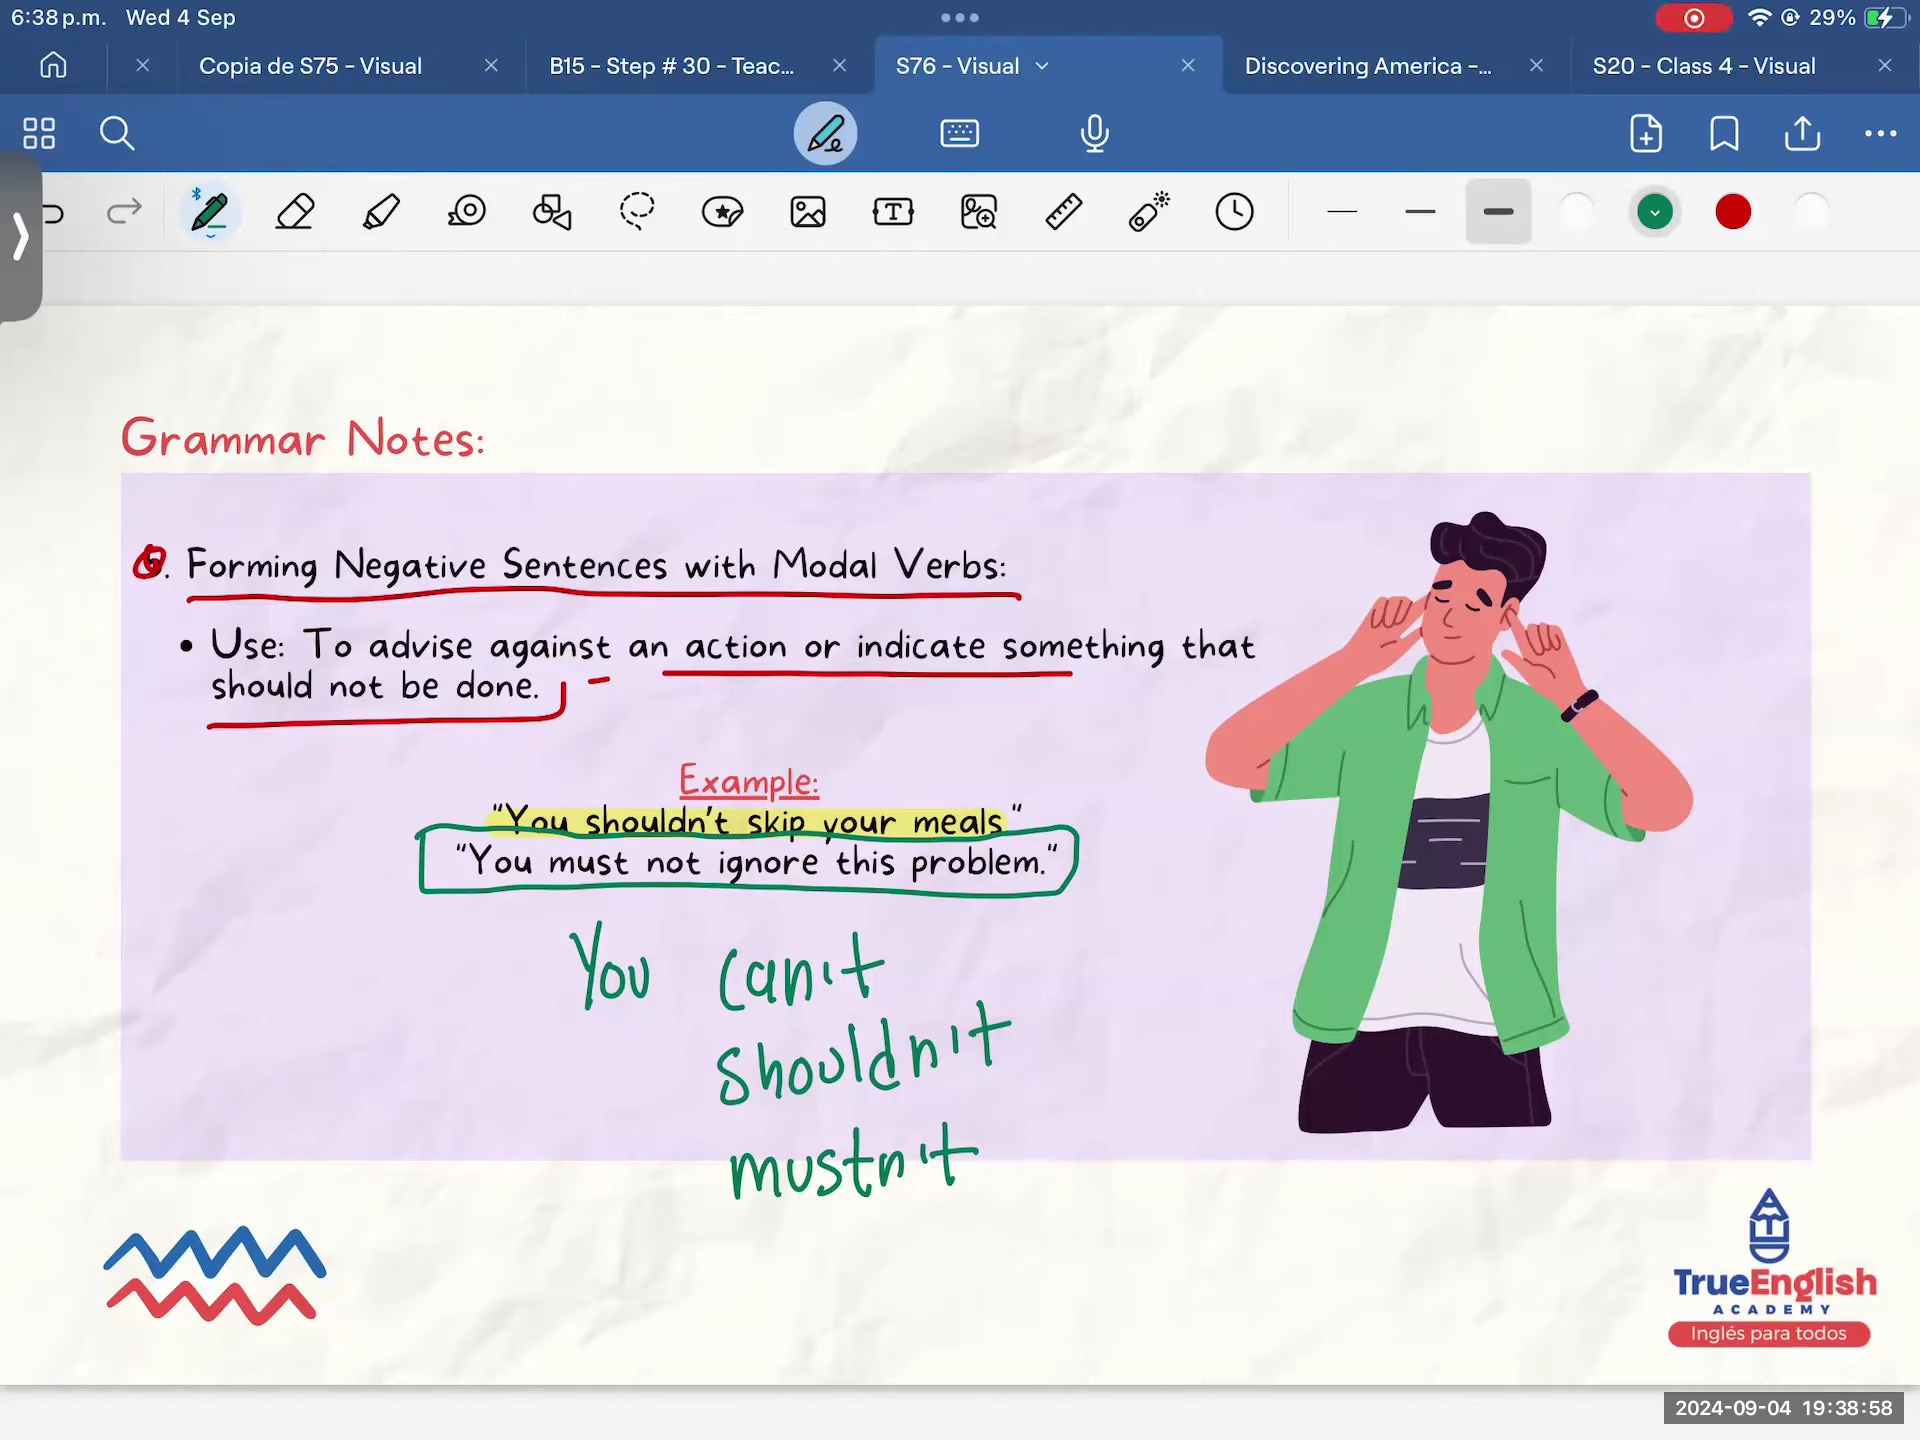 6:38 p.m. Wed 4 Sep
29%
Copia de S75 – Visual
B15 – Step # 30 – Teac...
S76 – Visual
Discovering America –...
S20 – Class 4 – Visual
Grammar Notes:
Forming Negative Sentences with Modal Verbs:
• Use: To advise against an action or indicate something that
should not be done.
Example:
"You shouldn't skip your meals"
"You must not ignore this problem."
You can't
shouldn't
mustn't
TrueEnglish
ACADEMY
Inglés para todos
2024-09-04 19:38:58